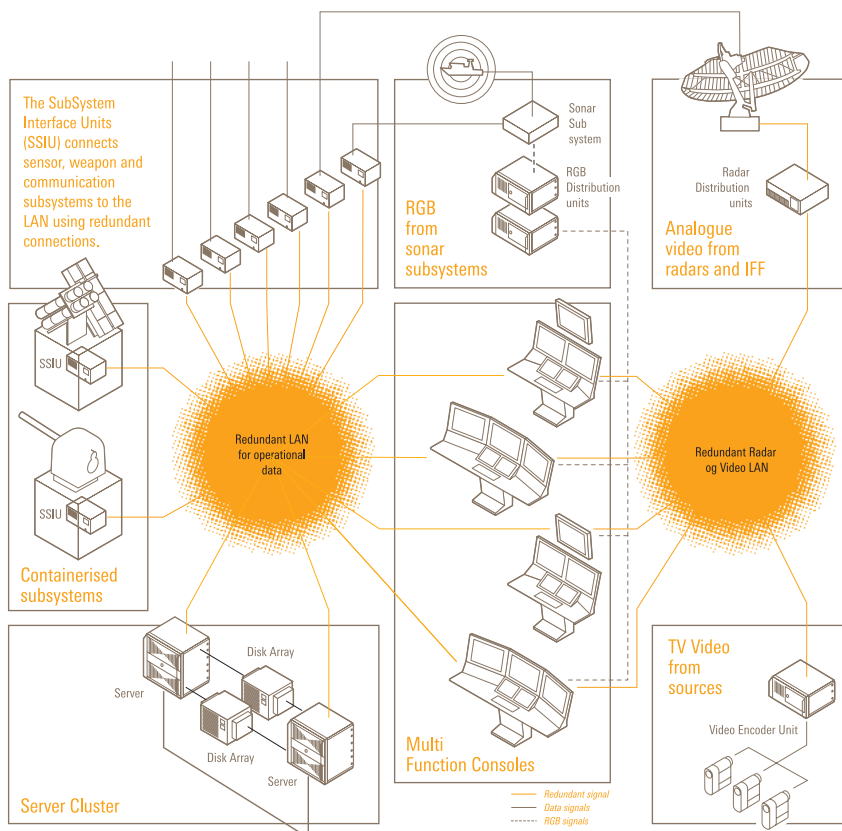 The SubSystem
Interface Units
(SSIU) connects
sensor, weapon and
communication
subsystems to the
LAN using redundant
connections.
Sonar
Sub
system
RGB
Distribution
units
RGB
from
sonar
subsystems
Radar
Distribution
units
Analogue
video from
radars and IFF
SSIU
SSIU
Containerised
subsystems
Redundant LAN
for operational
data
Redundant Radar
og Video LAN
Multi
Function Consoles
Server
Disk Array
Disk Array
Server
Server Cluster
TV Video
from
sources
Video Encoder Unit
Redundant signal
Data signals
RGB signals